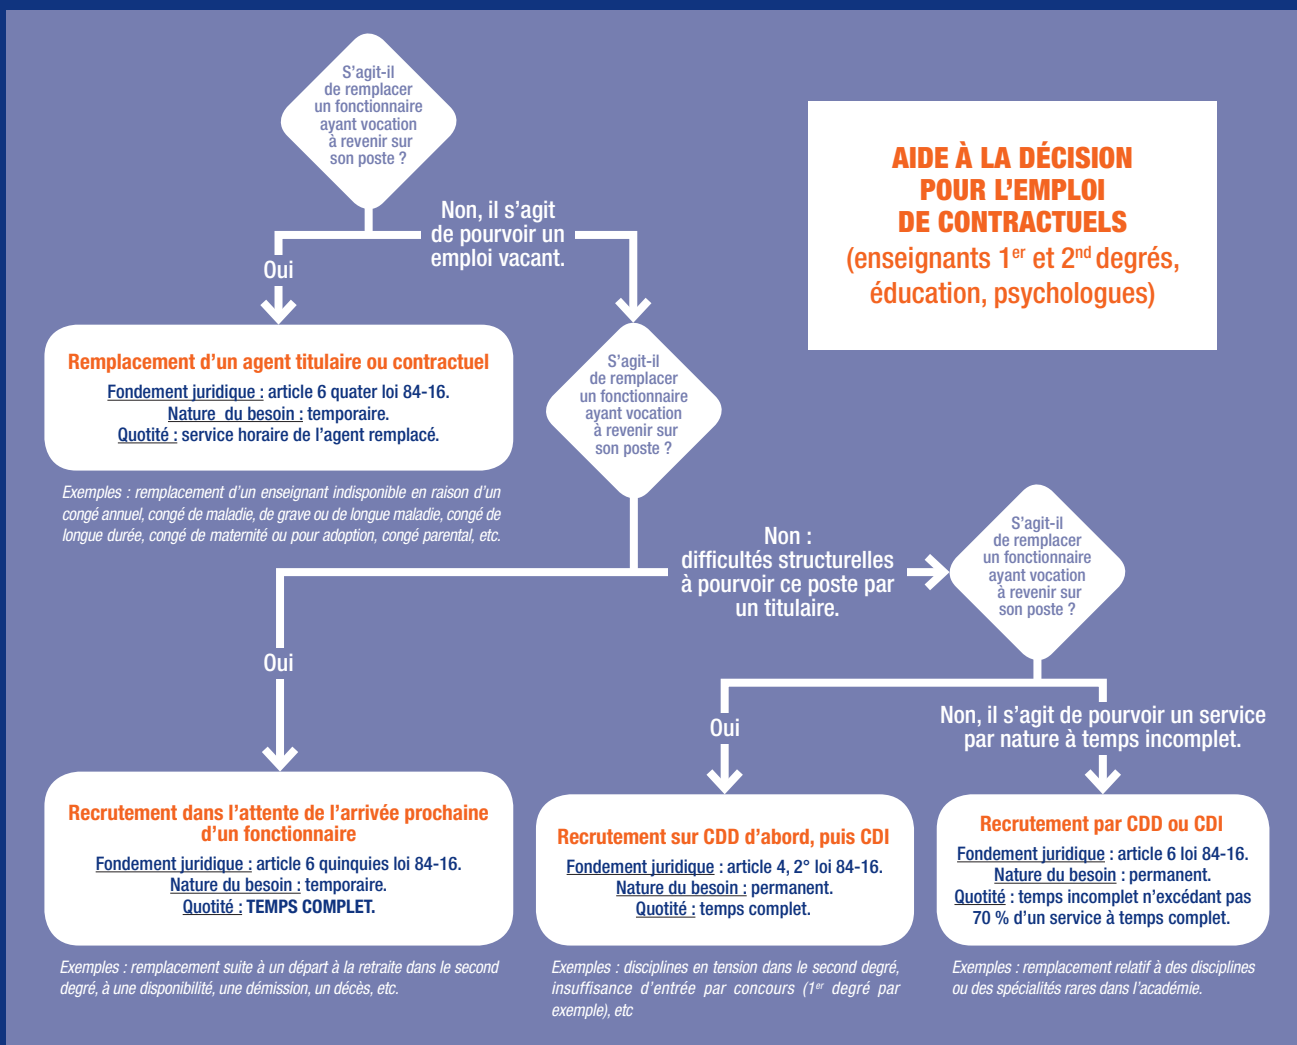 S’agit-il
de remplacer
un fonctionnaire
ayant vocation
à revenir sur
son poste ?
AIDE À LA DÉCISION
POUR L’EMPLOI
DE CONTRACTUELS
(enseignants 1er et 2nd degrés,
éducation, psychologues)
Non, il s’agit
de pourvoir un
emploi vacant.
Oui
Remplacement d’un agent titulaire ou contractuel
Fondement juridique : article 6 quater loi 84-16.
Nature du besoin : temporaire.
Quotité : service horaire de l’agent remplacé.
Exemples : remplacement d’un enseignant indisponible en raison d’un
congé annuel, congé de maladie, de grave ou de longue maladie, congé de
longue durée, congé de maternité ou pour adoption, congé parental, etc.
S’agit-il
de remplacer
un fonctionnaire
ayant vocation
à revenir sur
son poste ?
Non :
difficultés structurelles
à pourvoir ce poste par
un titulaire.
S’agit-il
de remplacer
un fonctionnaire
ayant vocation
à revenir sur
son poste ?
Oui
Recrutement dans l’attente de l’arrivée prochaine
d’un fonctionnaire
Fondement juridique : article 6 quinquies loi 84-16.
Nature du besoin : temporaire.
Quotité : TEMPS COMPLET.
Exemples : remplacement suite à un départ à la retraite dans le second
degré, à une disponibilité, une démission, un décès, etc.
Oui
Recrutement sur CDD d’abord, puis CDI
Fondement juridique : article 4, 2° loi 84-16.
Nature du besoin : permanent.
Quotité : temps complet.
Exemples : disciplines en tension dans le second degré,
insuffisance d’entrée par concours (1er degré par
exemple), etc
Non, il s’agit de pourvoir un service
par nature à temps incomplet.
Recrutement par CDD ou CDI
Fondement juridique : article 6 loi 84-16.
Nature du besoin : permanent.
Quotité : temps incomplet n’excédant pas
70 % d’un service à temps complet.
Exemples : remplacement relatif à des disciplines
ou des spécialités rares dans l’académie.